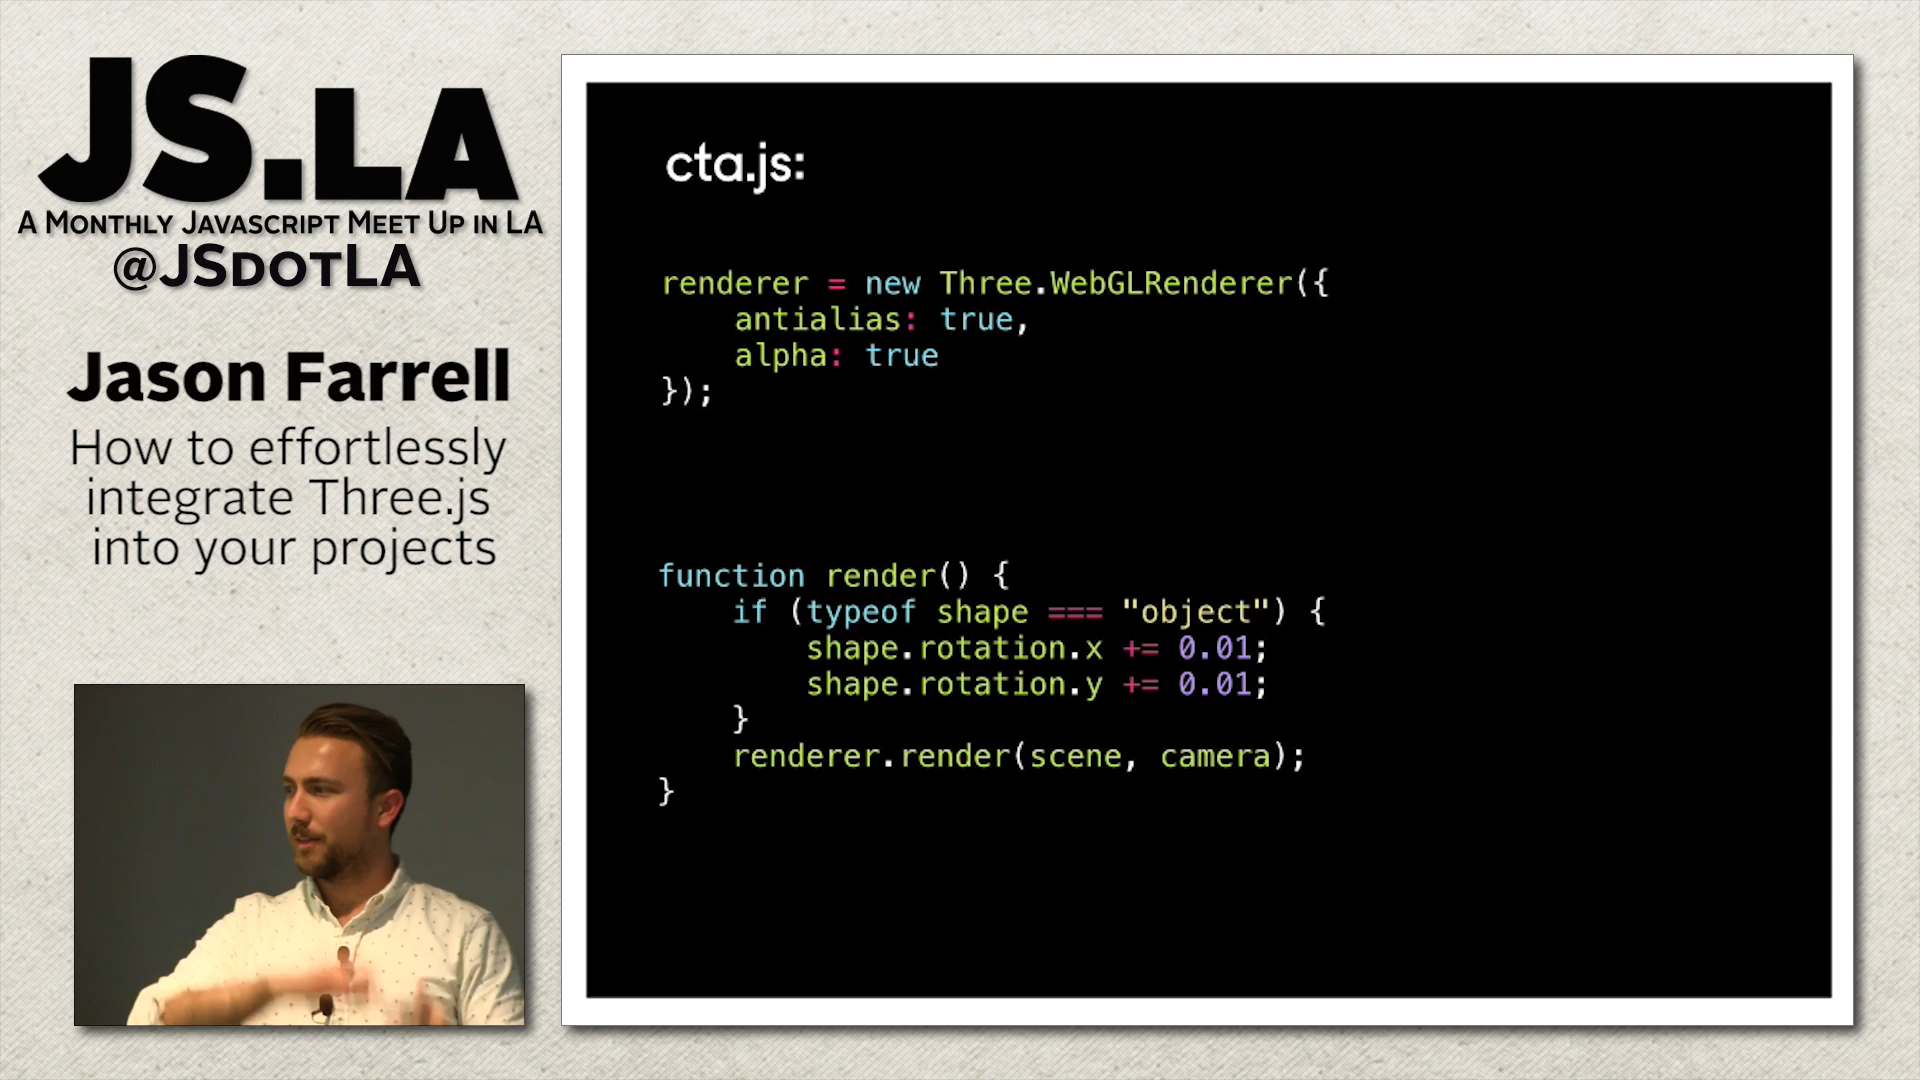 JS.LA
A Monthly Javascript Meet Up in LA
@JSdotLA
Jason Farrell
How to effortlessly
integrate Three.js
into your projects
cta.js:
renderer = new Three.WebGLRenderer({
    antialias: true,
    alpha: true
});
function render() {
    if (typeof shape === "object") {
        shape.rotation.x += 0.01;
        shape.rotation.y += 0.01;
    }
    renderer.render(scene, camera);
}